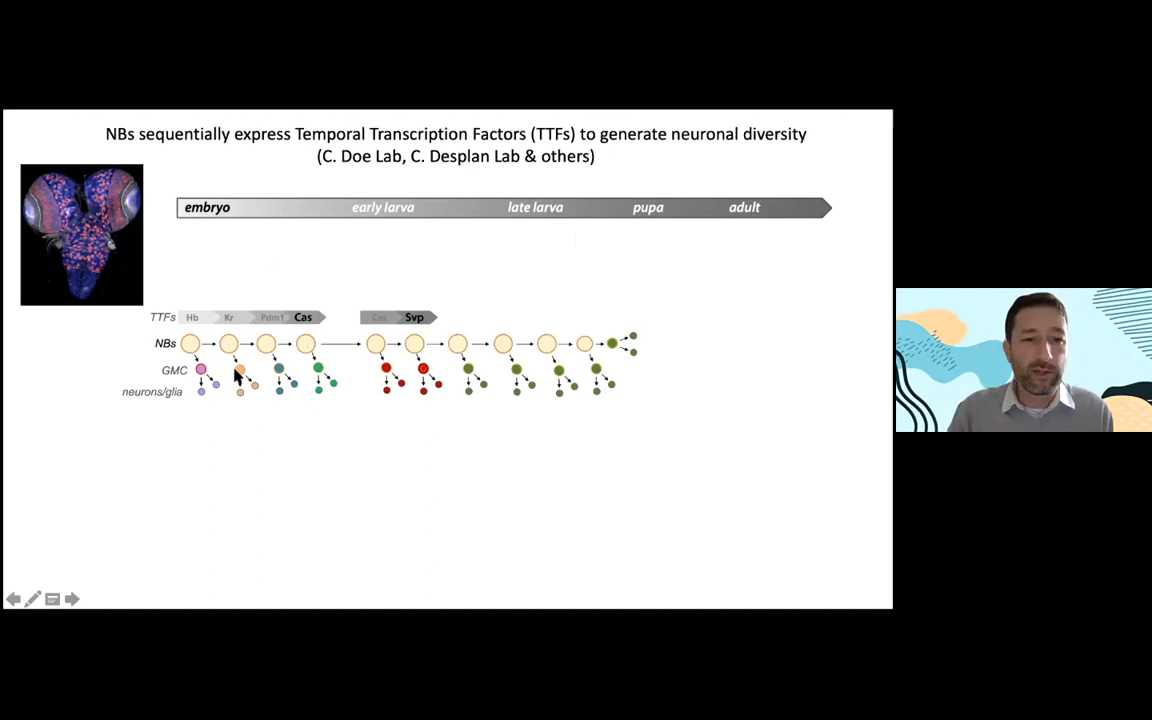 NBs sequentially express Temporal Transcription Factors (TTFs) to generate neuronal diversity
(C. Doe Lab, C. Desplan Lab & others)
embryo early larva late larva pupa adult
TTFs Hb Kr Pdm1 Cas Cas Svp
NBs
GMC
neurons/glia